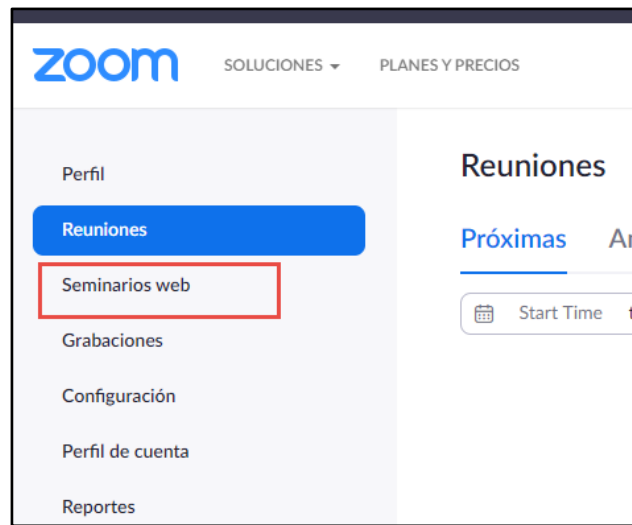 zoom SOLUCIONES PLANES Y PRECIOS
Perfil
Reuniones
Seminarios web
Grabaciones
Configuración
Perfil de cuenta
Reportes
Reuniones
Próximas
Start Time